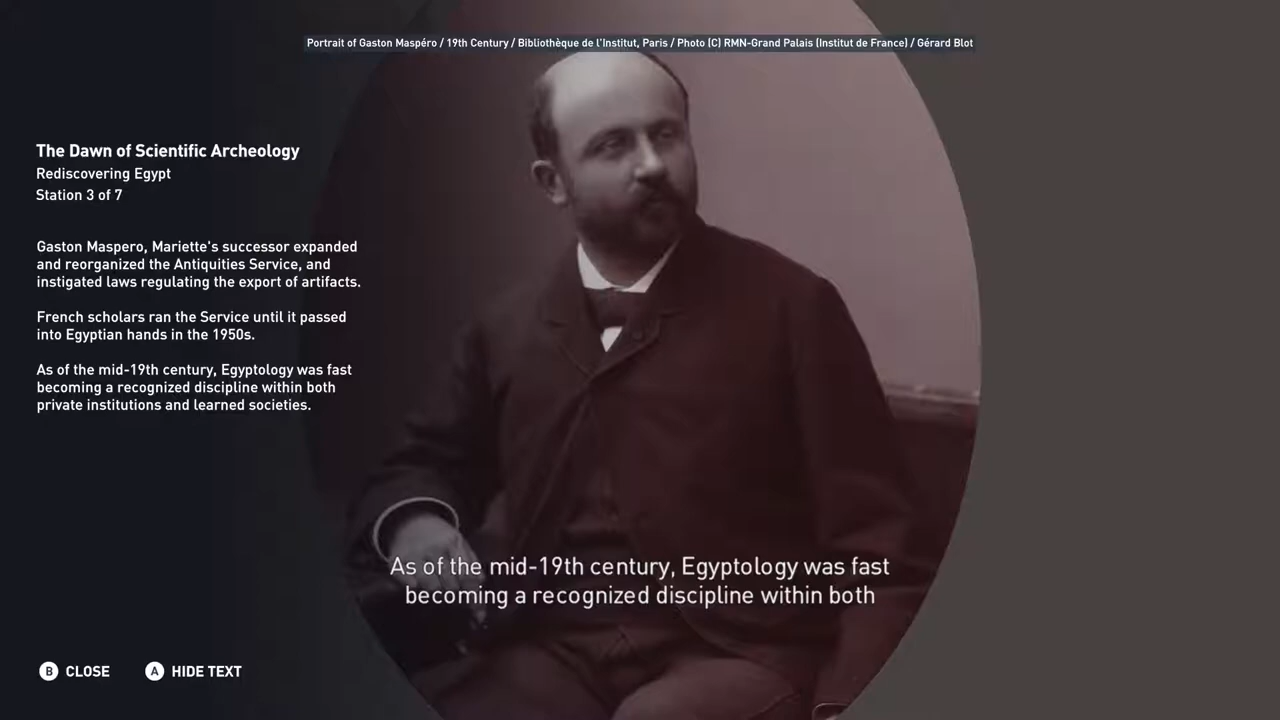 Portrait of Gaston Maspéro / 19th Century / Bibliothèque de l'Institut, Paris / Photo (C) RMN-Grand Palais (Institut de France) / Gérard Blot
The Dawn of Scientific Archeology
Rediscovering Egypt
Station 3 of 7
Gaston Maspero, Mariette's successor expanded
and reorganized the Antiquities Service, and
instigated laws regulating the export of artifacts.
French scholars ran the Service until it passed
into Egyptian hands in the 1950s.
As of the mid-19th century, Egyptology was fast
becoming a recognized discipline within both
private institutions and learned societies.
As of the mid-19th century, Egyptology was fast
becoming a recognized discipline within both
B CLOSE A HIDE TEXT